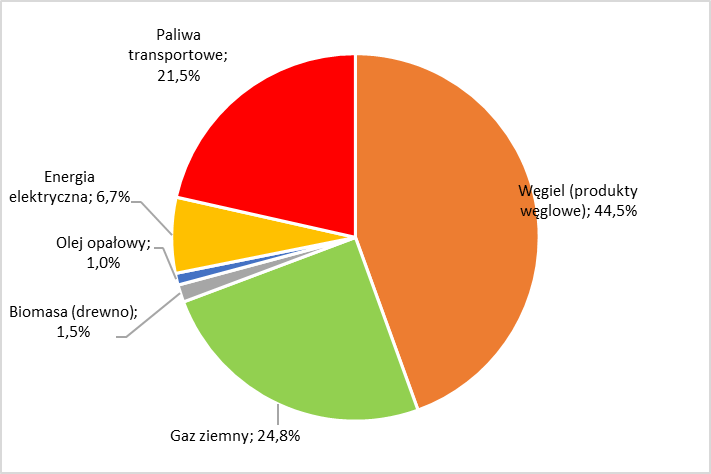 Paliwa
transportowe;
21,5%
Energia
elektryczna; 6,7%
Olej opałowy;
1,0%
Biomasa (drewno);
1,5%
Gaz ziemny; 24,8%
Węgiel (produkty
węglowe); 44,5%